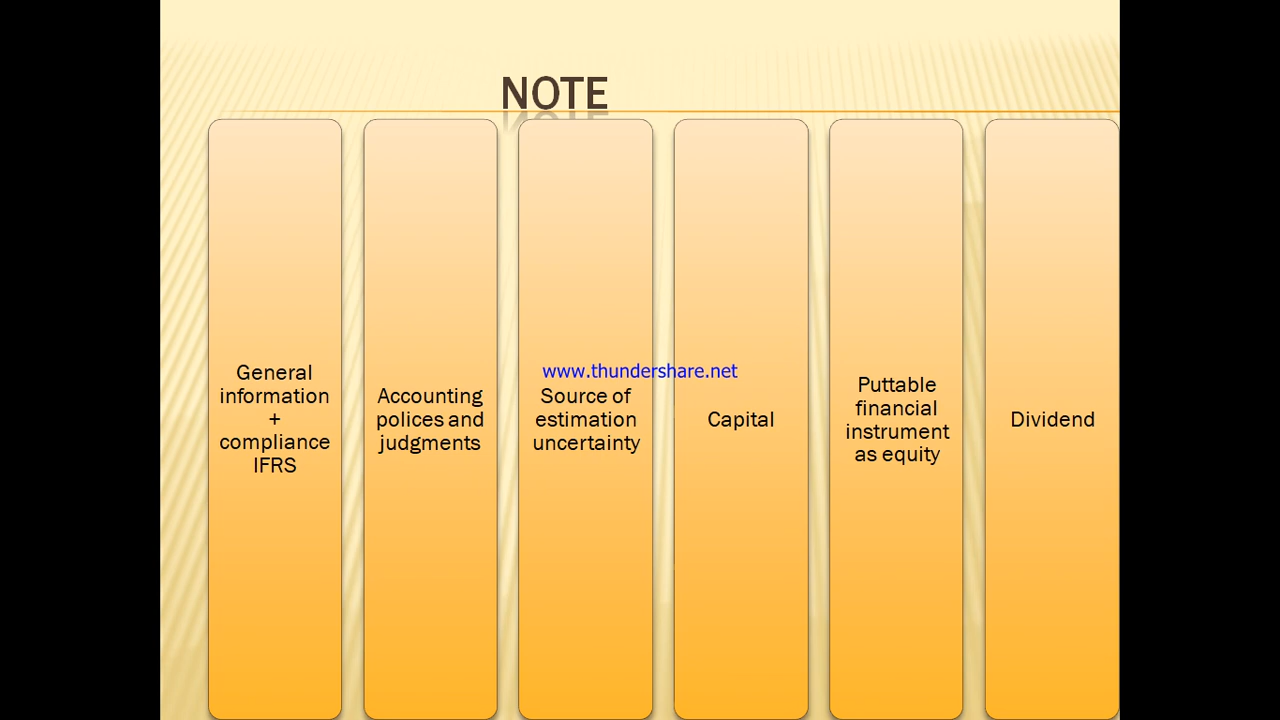 NOTE
General
information
+
compliance
IFRS
Accounting
polices and
judgments
www.thundershare.net
Source of
estimation
uncertainty
Capital
Puttable
financial
instrument
as equity
Dividend